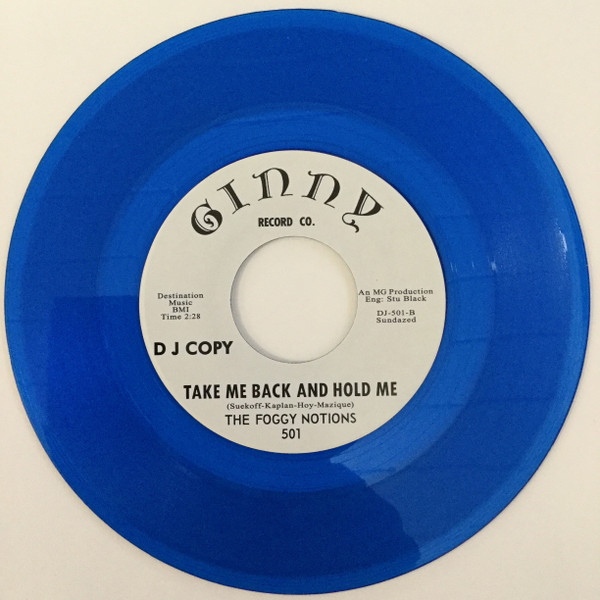 GINNY
RECORD CO.
Destination
Music
BMI
Time 2:28
An MG Production
Eng: Stu Black
DJ-501-B
Sundazed
D J COPY
TAKE ME BACK AND HOLD ME
(Suekoff-Kaplan-Hoy-Mazique)
THE FOGGY NOTIONS
501